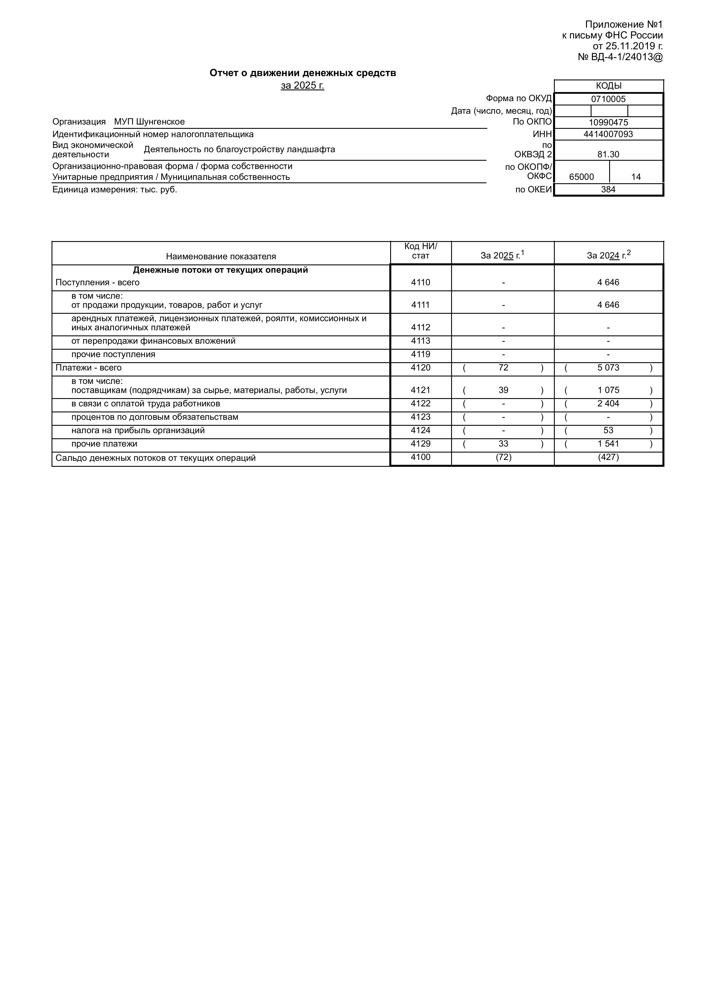 Приложение №1
к письму ФНС России
от 25.11.2019 г.
№ ВД-4-1/24013@
Отчет о движении денежных средств
за 2025 г.
КОДЫ
Форма по ОКУД 0710005
Дата (число, месяц, год)
Организация МУП Шунгенское По ОКПО 10990475
Идентификационный номер налогоплательщика ИНН 4414007093
Вид экономической
деятельности Деятельность по благоустройству ландшафта по
ОКВЭД 2 81.30
Организационно-правовая форма / форма собственности по ОКОПФ/
Унитарные предприятия / Муниципальная собственность ОКФС 65000 14
Единица измерения: тыс. руб. по ОКЕИ 384
Наименование показателя Код НИ/
стат За 2025 г.1 За 2024 г.2
Денежные потоки от текущих операций
Поступления - всего 4110 - 4 646
в том числе:
от продажи продукции, товаров, работ и услуг 4111 - 4 646
арендных платежей, лицензионных платежей, роялти, комиссионных и
иных аналогичных платежей 4112 - -
от перепродажи финансовых вложений 4113 - -
прочие поступления 4119 - -
Платежи - всего 4120 ( 72 ) ( 5 073 )
в том числе:
поставщикам (подрядчикам) за сырье, материалы, работы, услуги 4121 ( 39 ) ( 1 075 )
в связи с оплатой труда работников 4122 ( - ) ( 2 404 )
процентов по долговым обязательствам 4123 ( - ) ( - )
налога на прибыль организаций 4124 ( - ) ( 53 )
прочие платежи 4129 ( 33 ) ( 1 541 )
Сальдо денежных потоков от текущих операций 4100 (72) (427)